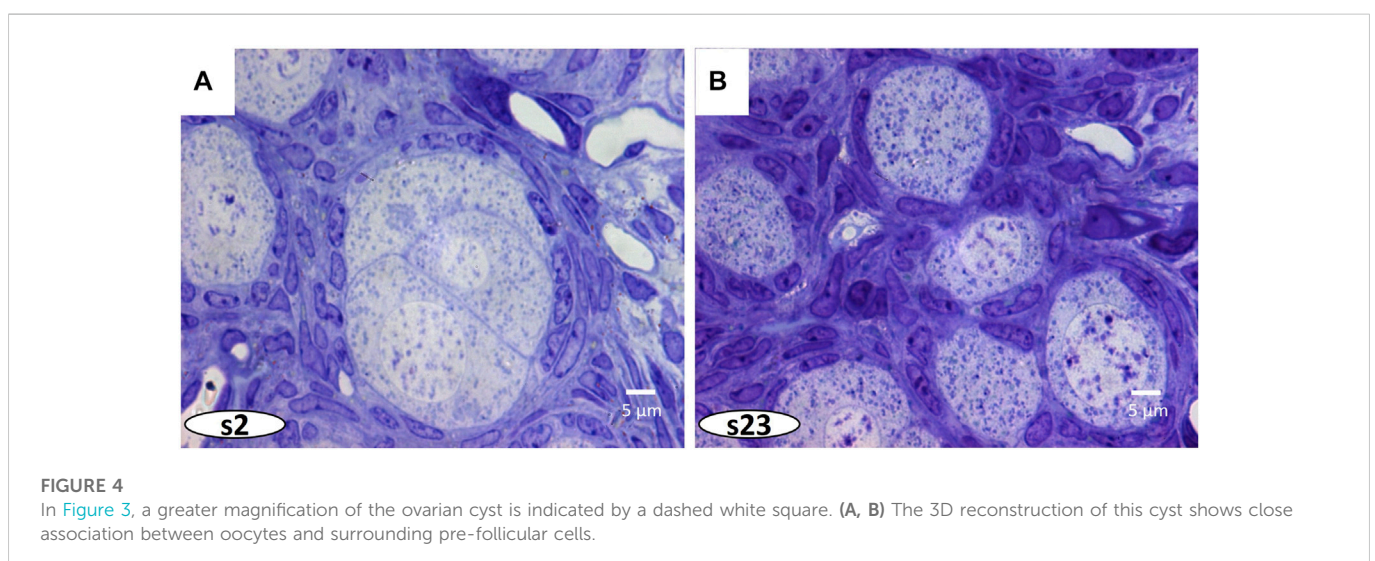 A
B
5 µm
5 µm
s2
s23
FIGURE 4
In Figure 3, a greater magnification of the ovarian cyst is indicated by a dashed white square. (A, B) The 3D reconstruction of this cyst shows close
association between oocytes and surrounding pre-follicular cells.